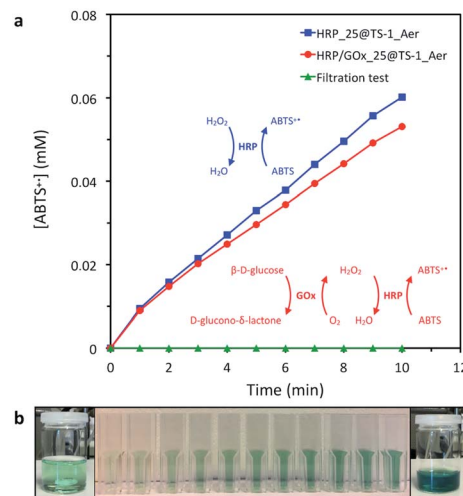 a
HRP_25@TS-1_Aer
HRP/GOx_25@TS-1_Aer
Filtration test
[ABTS+•] (mM)
0.08
0.06
0.04
0.02
0
H₂O₂
ABTS+•
HRP
H₂O
ABTS
β-D-glucose
H₂O₂
ABTS+•
GOx
HRP
D-glucono-δ-lactone
O₂
H₂O
ABTS
0 2 4 6 8 10 12
Time (min)
b